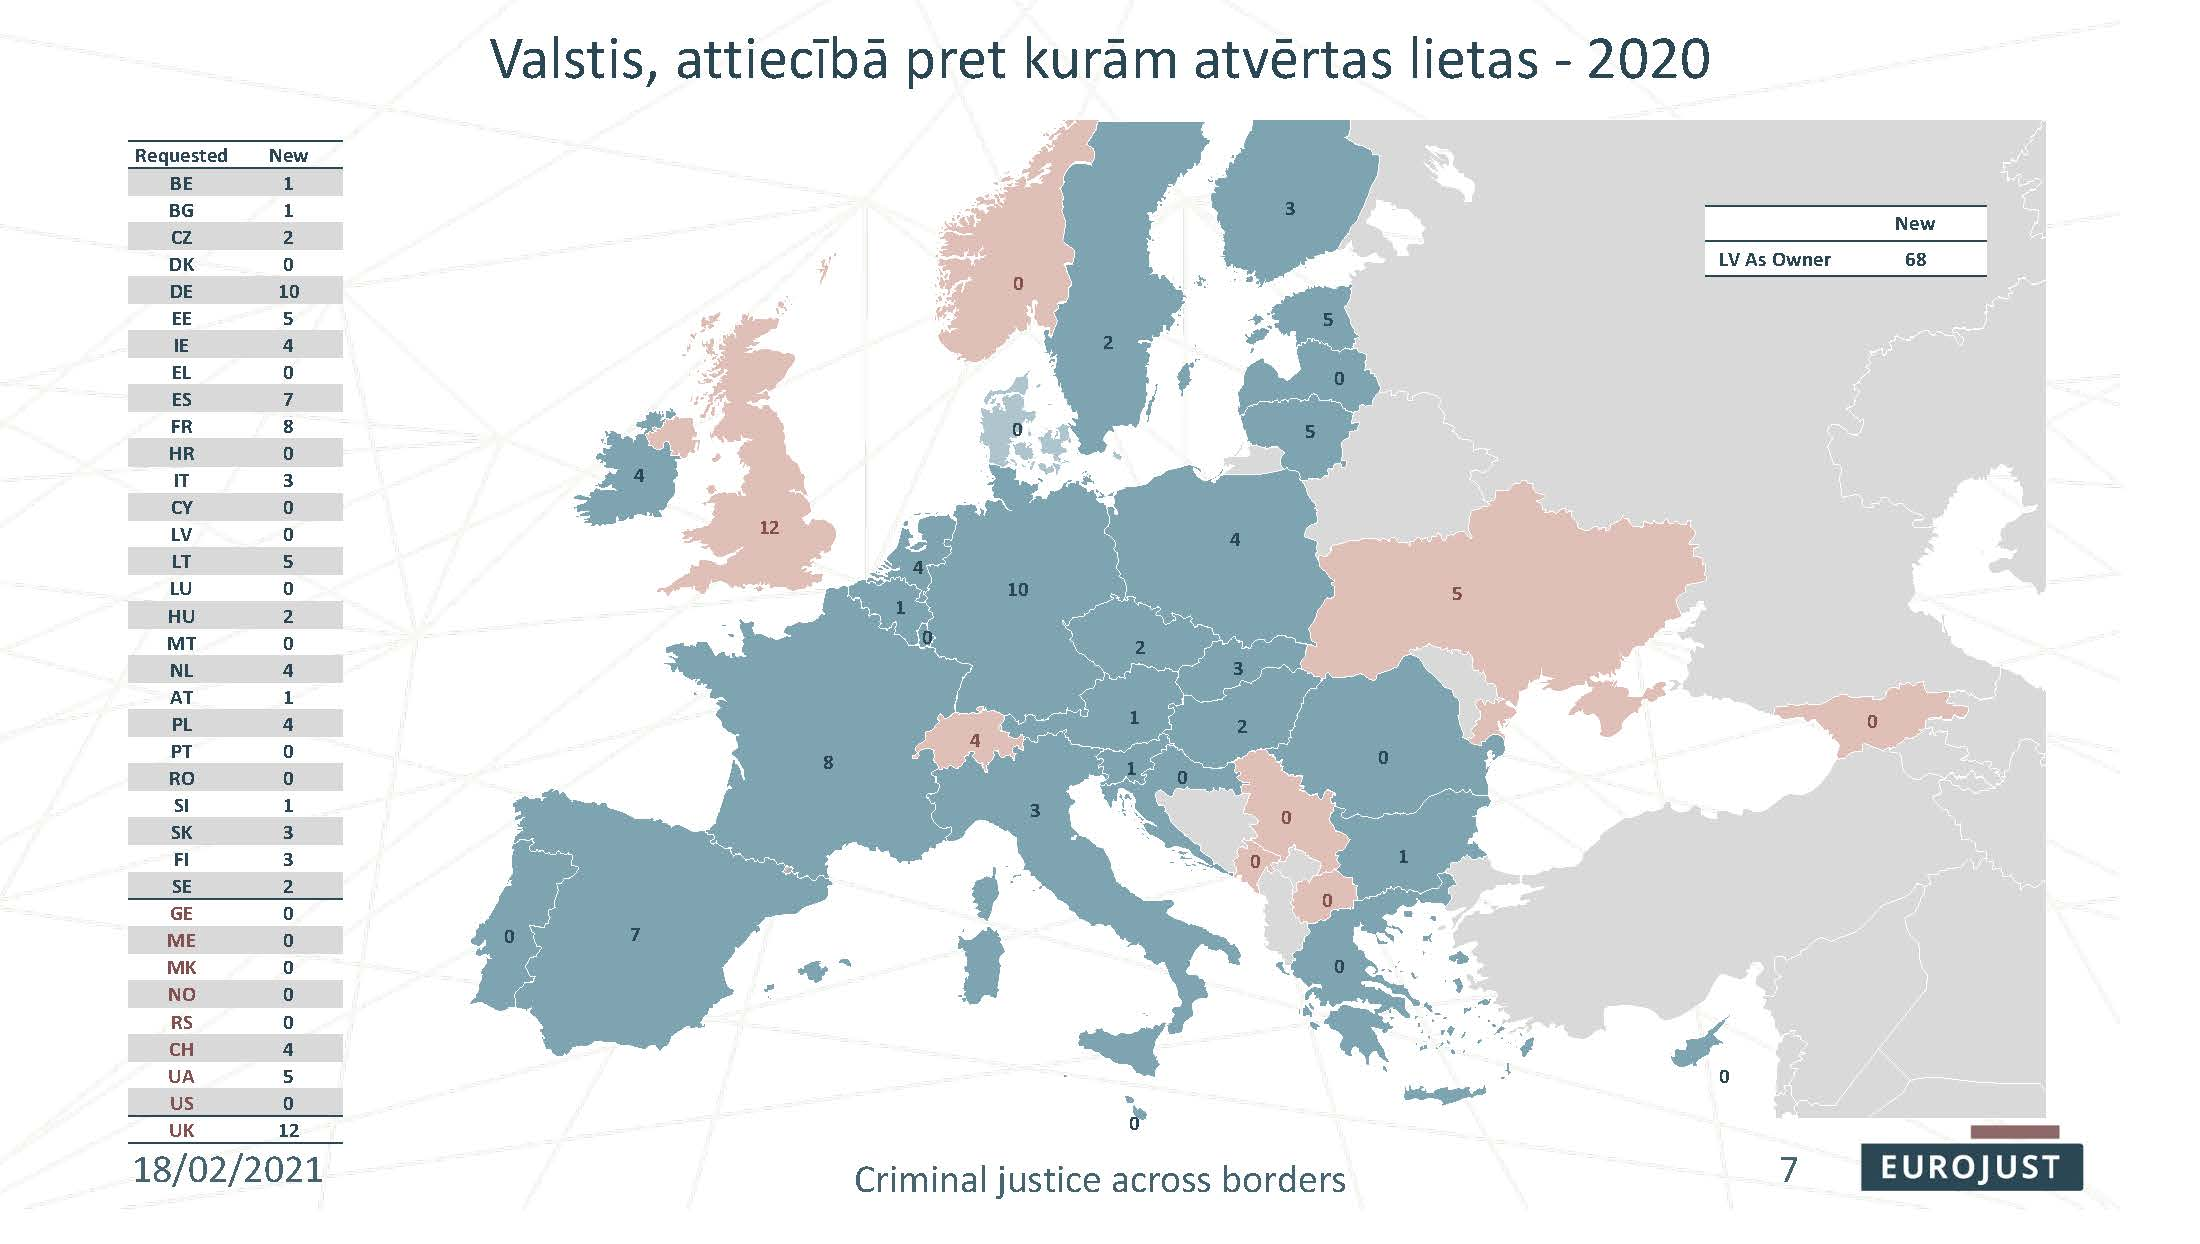 Valstis, attiecībā pret kurām atvērtas lietas - 2020
Requested New
BE 1
BG 1
CZ 2
DK 0
DE 10
EE 5
IE 4
EL 0
ES 7
FR 8
HR 0
IT 3
CY 0
LV 0
LT 5
LU 0
HU 2
MT 0
NL 4
AT 1
PL 4
PT 0
RO 0
SI 1
SK 3
FI 3
SE 2
GE 0
ME 0
MK 0
NO 0
RS 0
CH 4
UA 5
US 0
UK 12
New
LV As Owner 68
3
0
5
2
0
0
5
4
12
4
4
10
5
1
0
2
3
1
0
2
4
0
8
1
0
3
0
1
0
0
0
7
0
0
0
18/02/2021
Criminal justice across borders
7
EUROJUST